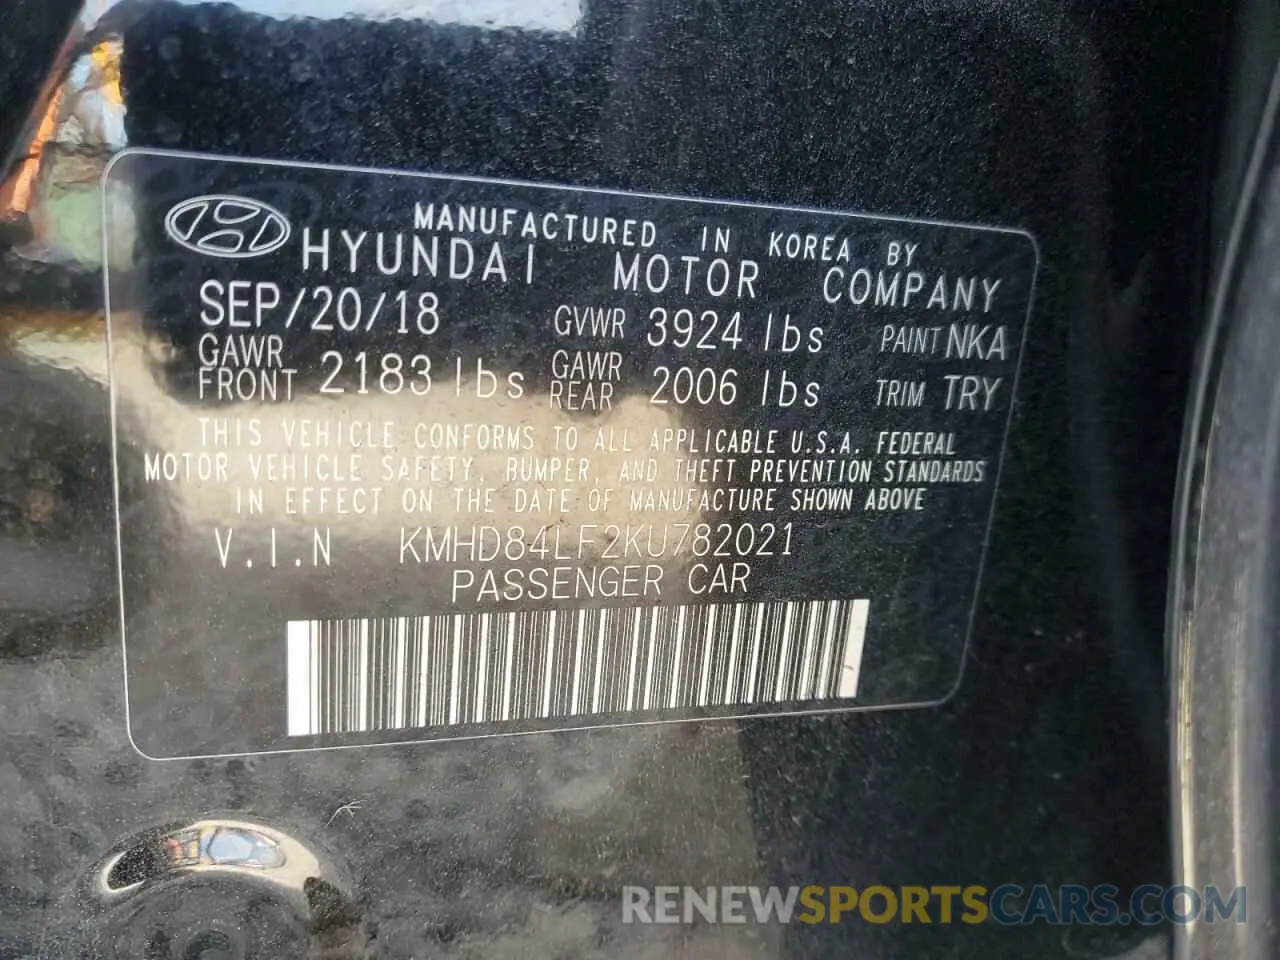 MANUFACTURED IN KOREA BY
HYUNDAI MOTOR COMPANY
SEP/20/18 GVWR 3924 lbs PAINT NKA
GAWR FRONT 2183 lbs GAWR REAR 2006 lbs TRIM TRY
THIS VEHICLE CONFORMS TO ALL APPLICABLE U.S.A. FEDERAL
MOTOR VEHICLE SAFETY, BUMPER, AND THEFT PREVENTION STANDARDS
IN EFFECT ON THE DATE OF MANUFACTURE SHOWN ABOVE
V.I.N KMHD84LF2KU782021
PASSENGER CAR
RENEWSPORTSCARS.COM